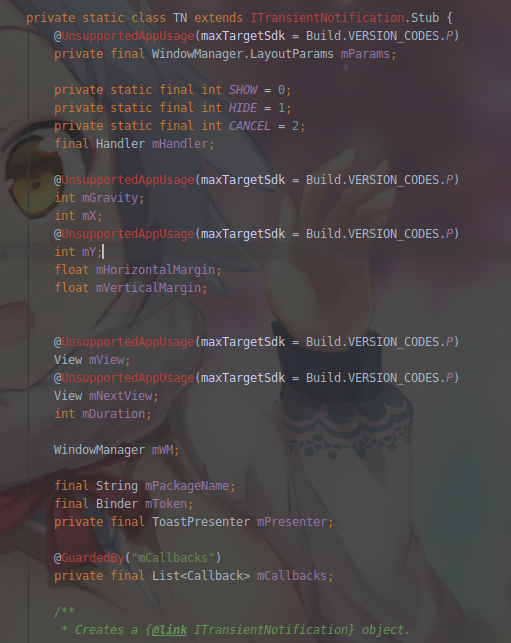 private static class TN extends ITransientNotification.Stub {
@UnsupportedAppUsage(maxTargetSdk = Build.VERSION_CODES.P)
private final WindowManager.LayoutParams mParams;
private static final int SHOW = 0;
private static final int HIDE = 1;
private static final int CANCEL = 2;
final Handler mHandler;
@UnsupportedAppUsage(maxTargetSdk = Build.VERSION_CODES.P)
int mGravity;
int mX;
@UnsupportedAppUsage(maxTargetSdk = Build.VERSION_CODES.P)
int mY;
float mHorizontalMargin;
float mVerticalMargin;
@UnsupportedAppUsage(maxTargetSdk = Build.VERSION_CODES.P)
View mView;
@UnsupportedAppUsage(maxTargetSdk = Build.VERSION_CODES.P)
View mNextView;
int mDuration;
WindowManager mWM;
final String mPackageName;
final Binder mToken;
private final ToastPresenter mPresenter;
@GuardedBy("mCallbacks")
private final List<Callback> mCallbacks;
/**
* Creates a {@link ITransientNotification} object.